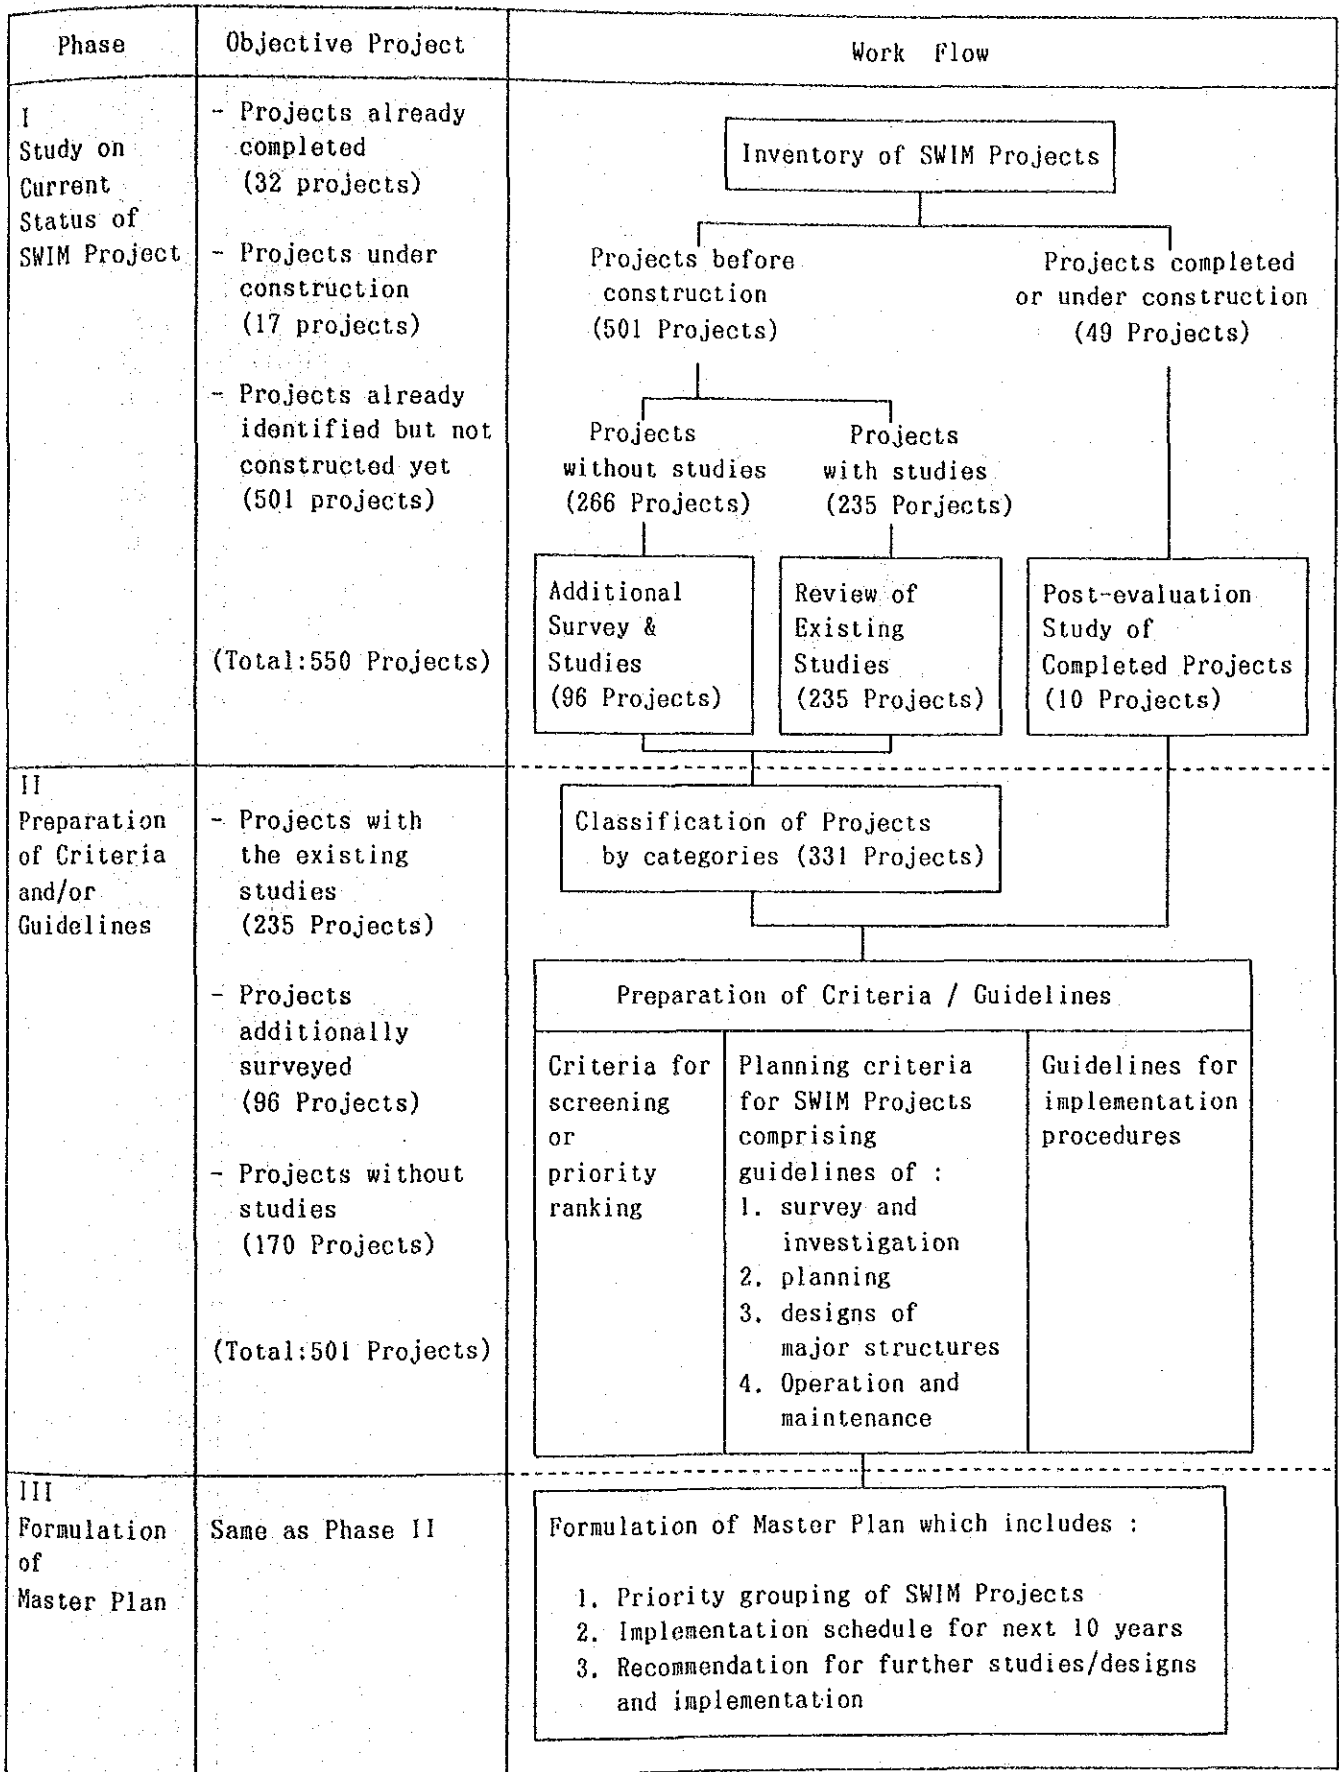 Phase
Objective Project
Work Flow
I
Study on
Current
Status of
SWIM Project
- Projects already
completed
(32 projects)
- Projects under
construction
(17 projects)
- Projects already
identified but not
constructed yet
(501 projects)
(Total:550 Projects)
Inventory of SWIM Projects
Projects before
construction
(501 Projects)
Projects completed
or under construction
(49 Projects)
Projects
without studies
(266 Projects)
Projects
with studies
(235 Porjects)
Additional
Survey &
Studies
(96 Projects)
Review of
Existing
Studies
(235 Projects)
Post-evaluation
Study of
Completed Projects
(10 Projects)
II
Preparation
of Criteria
and/or
Guidelines
- Projects with
the existing
studies
(235 Projects)
- Projects
additionally
surveyed
(96 Projects)
- Projects without
studies
(170 Projects)
(Total:501 Projects)
Classification of Projects
by categories (331 Projects)
Preparation of Criteria / Guidelines
Criteria for
screening
or
priority
ranking
Planning criteria
for SWIM Projects
comprising
guidelines of :
1. survey and
investigation
2. planning
3. designs of
major structures
4. Operation and
maintenance
Guidelines for
implementation
procedures
III
Formulation
of
Master Plan
Same as Phase II
Formulation of Master Plan which includes :
1. Priority grouping of SWIM Projects
2. Implementation schedule for next 10 years
3. Recommendation for further studies/designs
and implementation